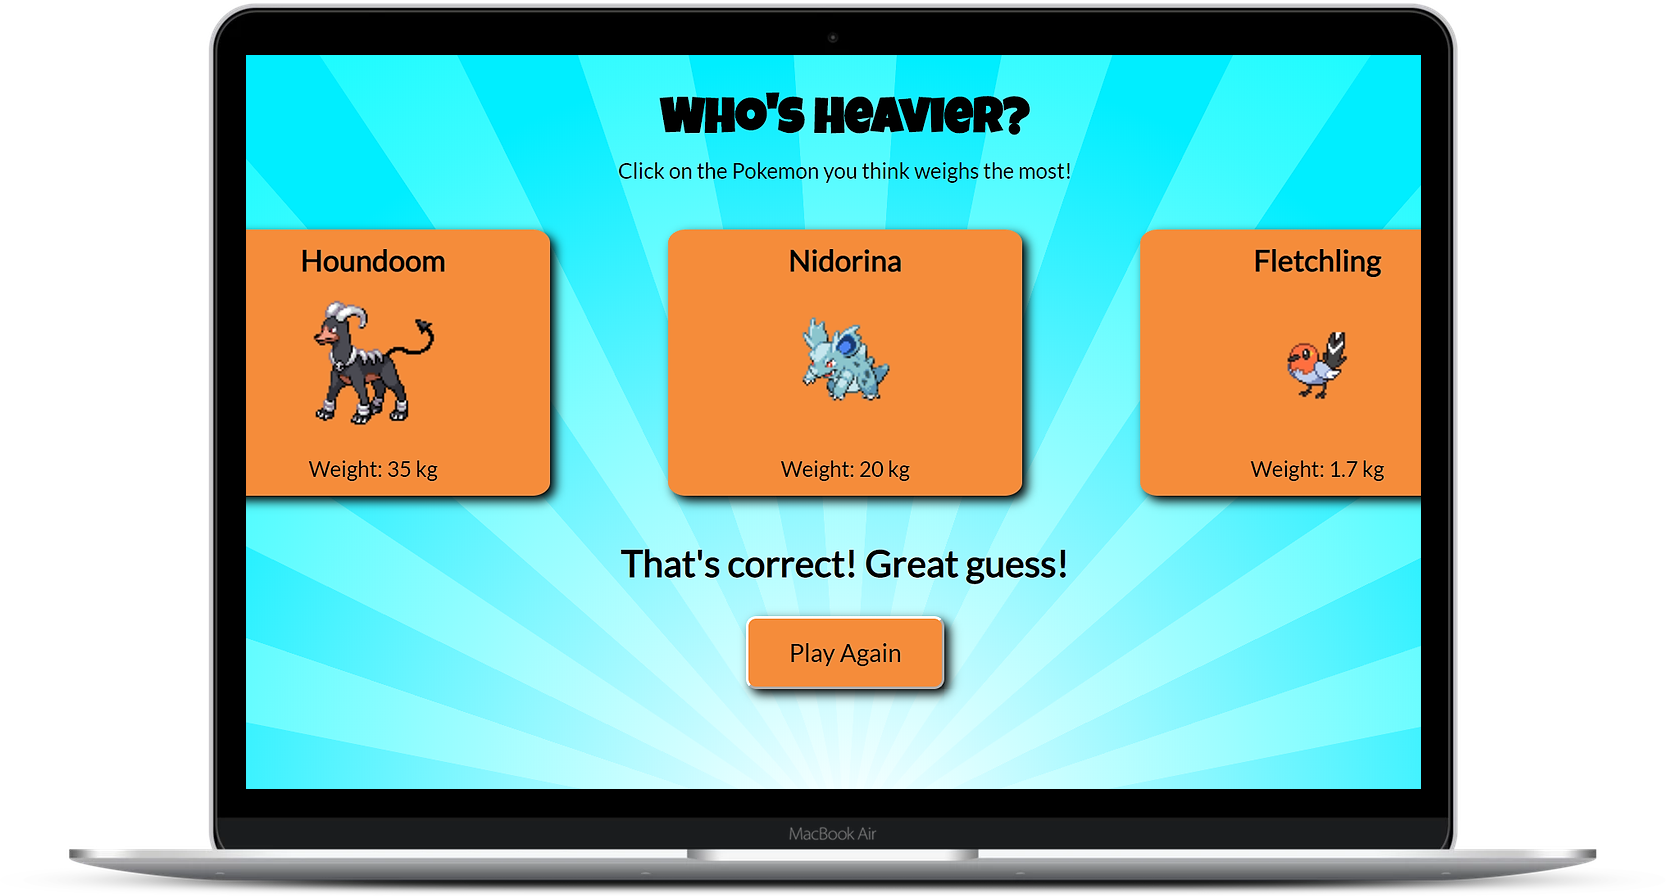 WHO'S HEAVIER?
Click on the Pokemon you think weighs the most!
Houndoom
Weight: 35 kg
Nidorina
Weight: 20 kg
Fletchling
Weight: 1.7 kg
That's correct! Great guess!
Play Again
MacBook Air